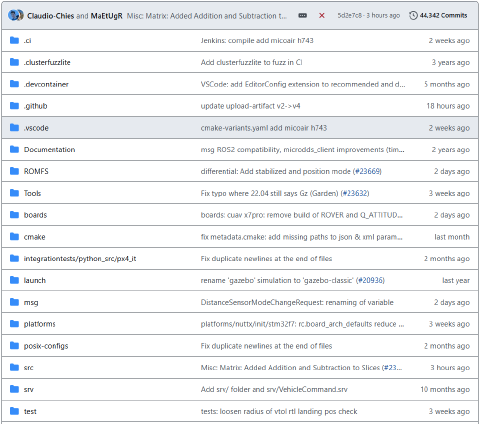 Claudio-Chies and MaEtUgR Misc: Matrix: Added Addition and Subtraction t... 5d2e7c8 · 3 hours ago 44,342 Commits
.ci Jenkins: compile add micoair h743 2 weeks ago
.clusterfuzzlite Add clusterfuzzlite to fuzz in CI 3 years ago
.devcontainer VSCode: add EditorConfig extension to recommended and d... 5 months ago
.github update upload-artifact v2->v4 18 hours ago
.vscode cmake-variants.yaml add micoair h743 2 weeks ago
Documentation msg ROS2 compatibility, microdds_client improvements (tim... 2 years ago
ROMFS differential: Add stabilized and position mode (#23669) 2 days ago
Tools Fix typo where 22.04 still says Gz (Garden) (#23632) 3 weeks ago
boards boards: cuav x7pro: remove build of ROVER and Q_ATTITUD... 2 days ago
cmake fix metadata.cmake: add missing paths to json & xml param... last month
integrationtests/python_src/px4_it Fix duplicate newlines at the end of files 2 months ago
launch rename 'gazebo' simulation to 'gazebo-classic' (#20936) last year
msg DistanceSensorModeChangeRequest: renaming of variable 2 days ago
platforms platforms/nuttx/init/stm32f7: rc.board_arch_defaults reduce ... 3 weeks ago
posix-configs Fix duplicate newlines at the end of files 2 months ago
src Misc: Matrix: Added Addition and Subtraction to Slices (#23... 3 hours ago
srv Add srv/ folder and srv/VehicleCommand.srv 10 months ago
test tests: loosen radius of vtol rtl landing pos check 3 weeks ago